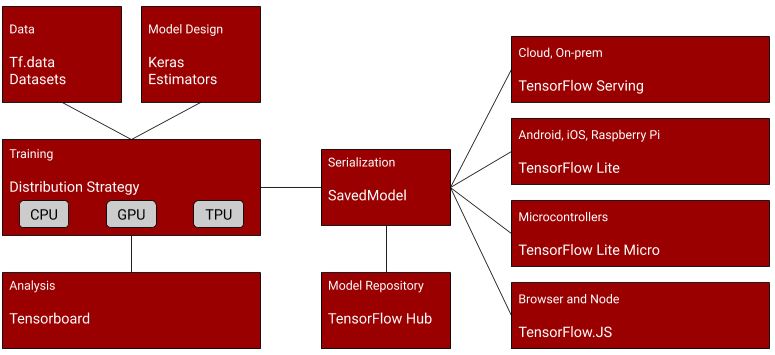 Data
Tf.data
Datasets
Model Design
Keras
Estimators
Training
Distribution Strategy
CPU
GPU
TPU
Analysis
Tensorboard
Serialization
SavedModel
Model Repository
TensorFlow Hub
Cloud, On-prem
TensorFlow Serving
Android, iOS, Raspberry Pi
TensorFlow Lite
Microcontrollers
TensorFlow Lite Micro
Browser and Node
TensorFlow.JS